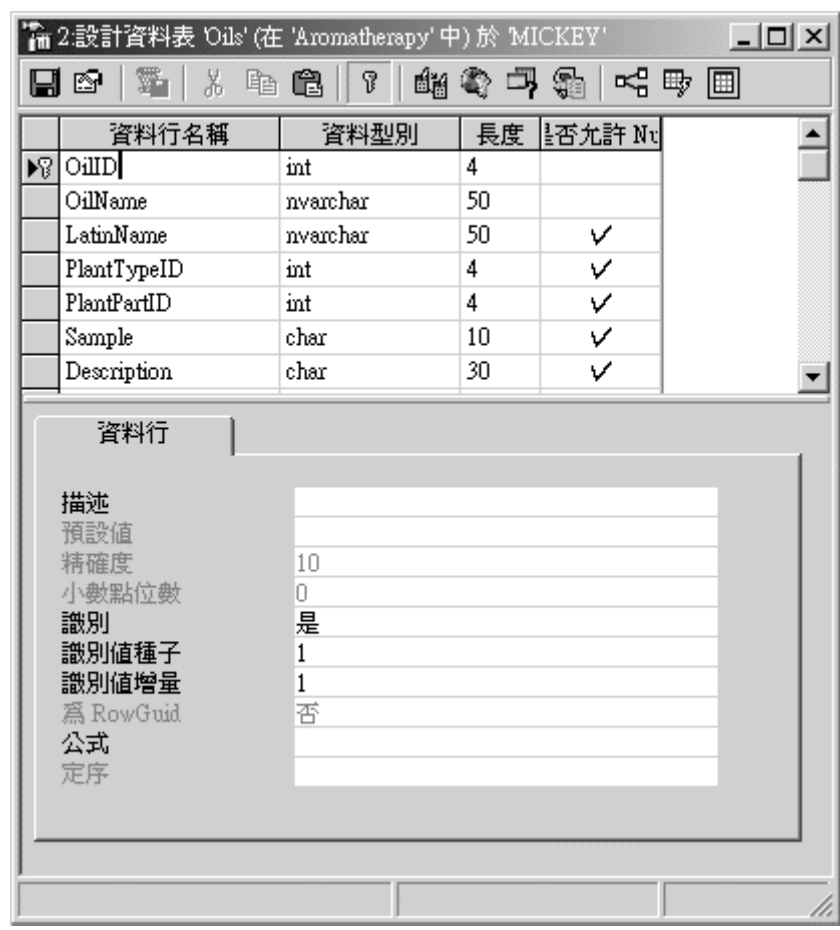 2:設計資料表 'Oils' (在 'Aromatherapy' 中) 於 'MICKEY'
資料行名稱 資料型別 長度 是否允許 Nu
OilID int 4
OilName nvarchar 50
LatinName nvarchar 50
PlantTypeID int 4
PlantPartID int 4
Sample char 10
Description char 30
資料行
描述
預設值
精確度 10
小數點位數 0
識別 是
識別值種子 1
識別值增量 1
為 RowGuid 否
公式
定序